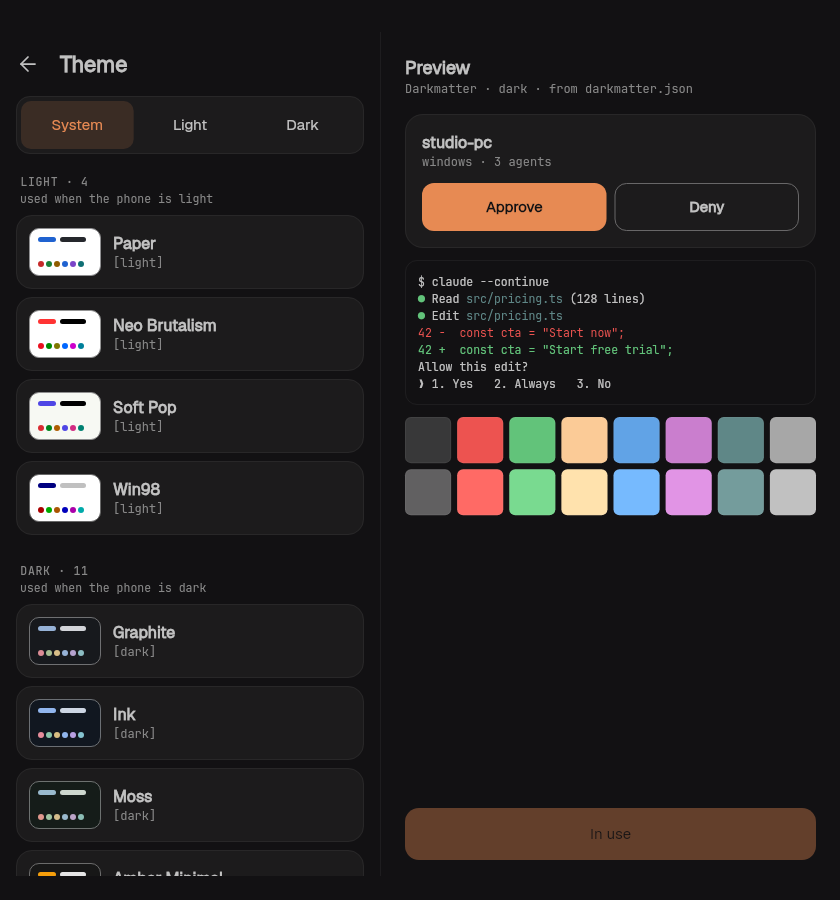 Theme
System
Light
Dark
LIGHT · 4
used when the phone is light
Paper
[light]
Neo Brutalism
[light]
Soft Pop
[light]
Win98
[light]
DARK · 11
used when the phone is dark
Graphite
[dark]
Ink
[dark]
Moss
[dark]
Amber Minimal
Preview
Darkmatter · dark · from darkmatter.json
studio-pc
windows · 3 agents
Approve
Deny
$ claude --continue
● Read src/pricing.ts (128 lines)
● Edit src/pricing.ts
42 -  const cta = "Start now";
42 +  const cta = "Start free trial";
Allow this edit?
❯ 1. Yes   2. Always   3. No
In use